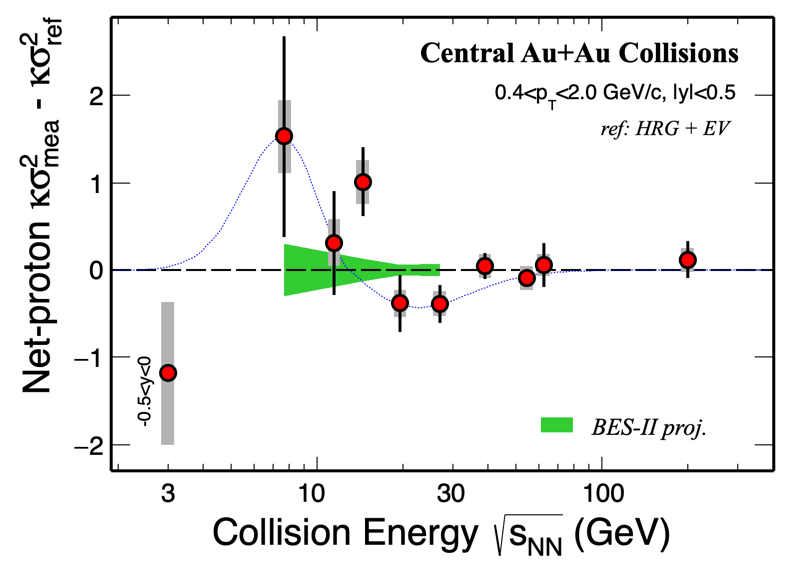 Central Au+Au Collisions
0.4<p_T<2.0 GeV/c, |y|<0.5
ref: HRG + EV
Net-proton κσ²_mea - κσ²_ref
2
1
0
−1
−2
-0.5<y<0
BES-II proj.
3 10 30 100
Collision Energy √s_NN (GeV)